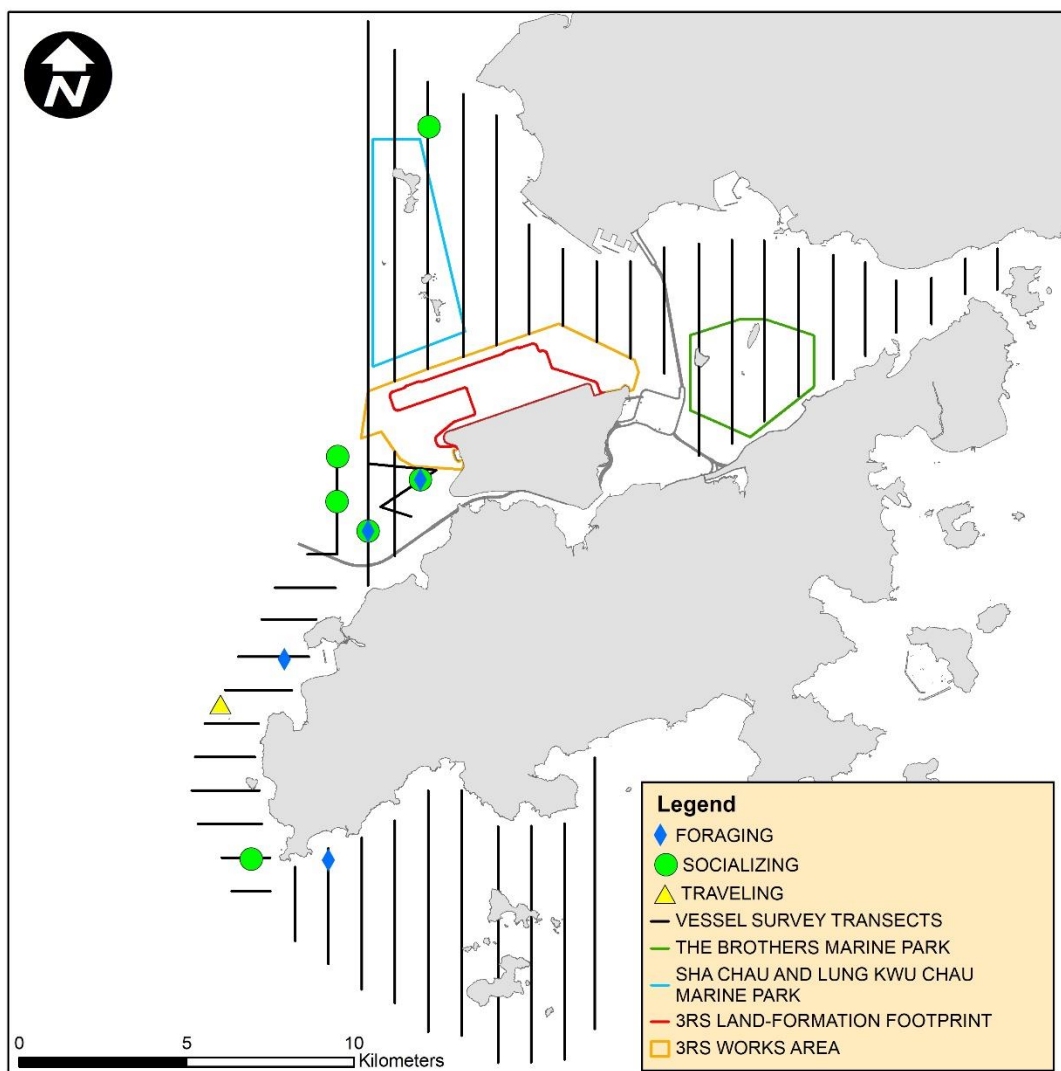 N
Legend
FORAGING
SOCIALIZING
TRAVELING
VESSEL SURVEY TRANSECTS
THE BROTHERS MARINE PARK
SHA CHAU AND LUNG KWU CHAU
MARINE PARK
3RS LAND-FORMATION FOOTPRINT
3RS WORKS AREA
0 5 10
Kilometers